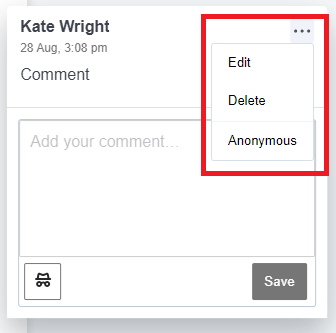 Kate Wright
28 Aug, 3:08 pm
Comment
Edit
Delete
Anonymous
Add your comment...
Save